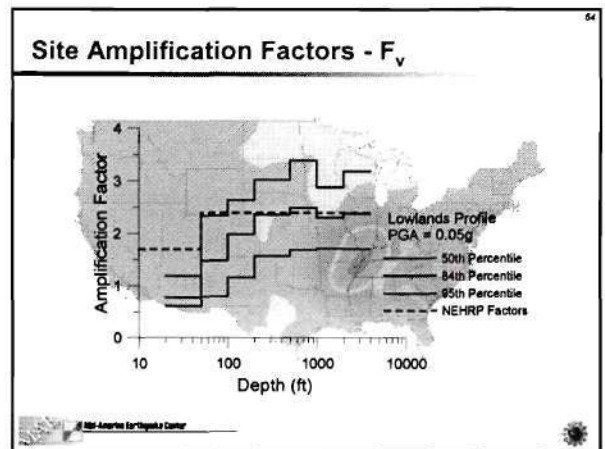 64
Site Amplification Factors - Fv
Amplification Factor
4
3
2
1
0
Lowlands Profile
PGA = 0.05g
50th Percentile
84th Percentile
95th Percentile
NEHRP Factors
10
100
1000
10000
Depth (ft)
Mid-America Earthquake Center